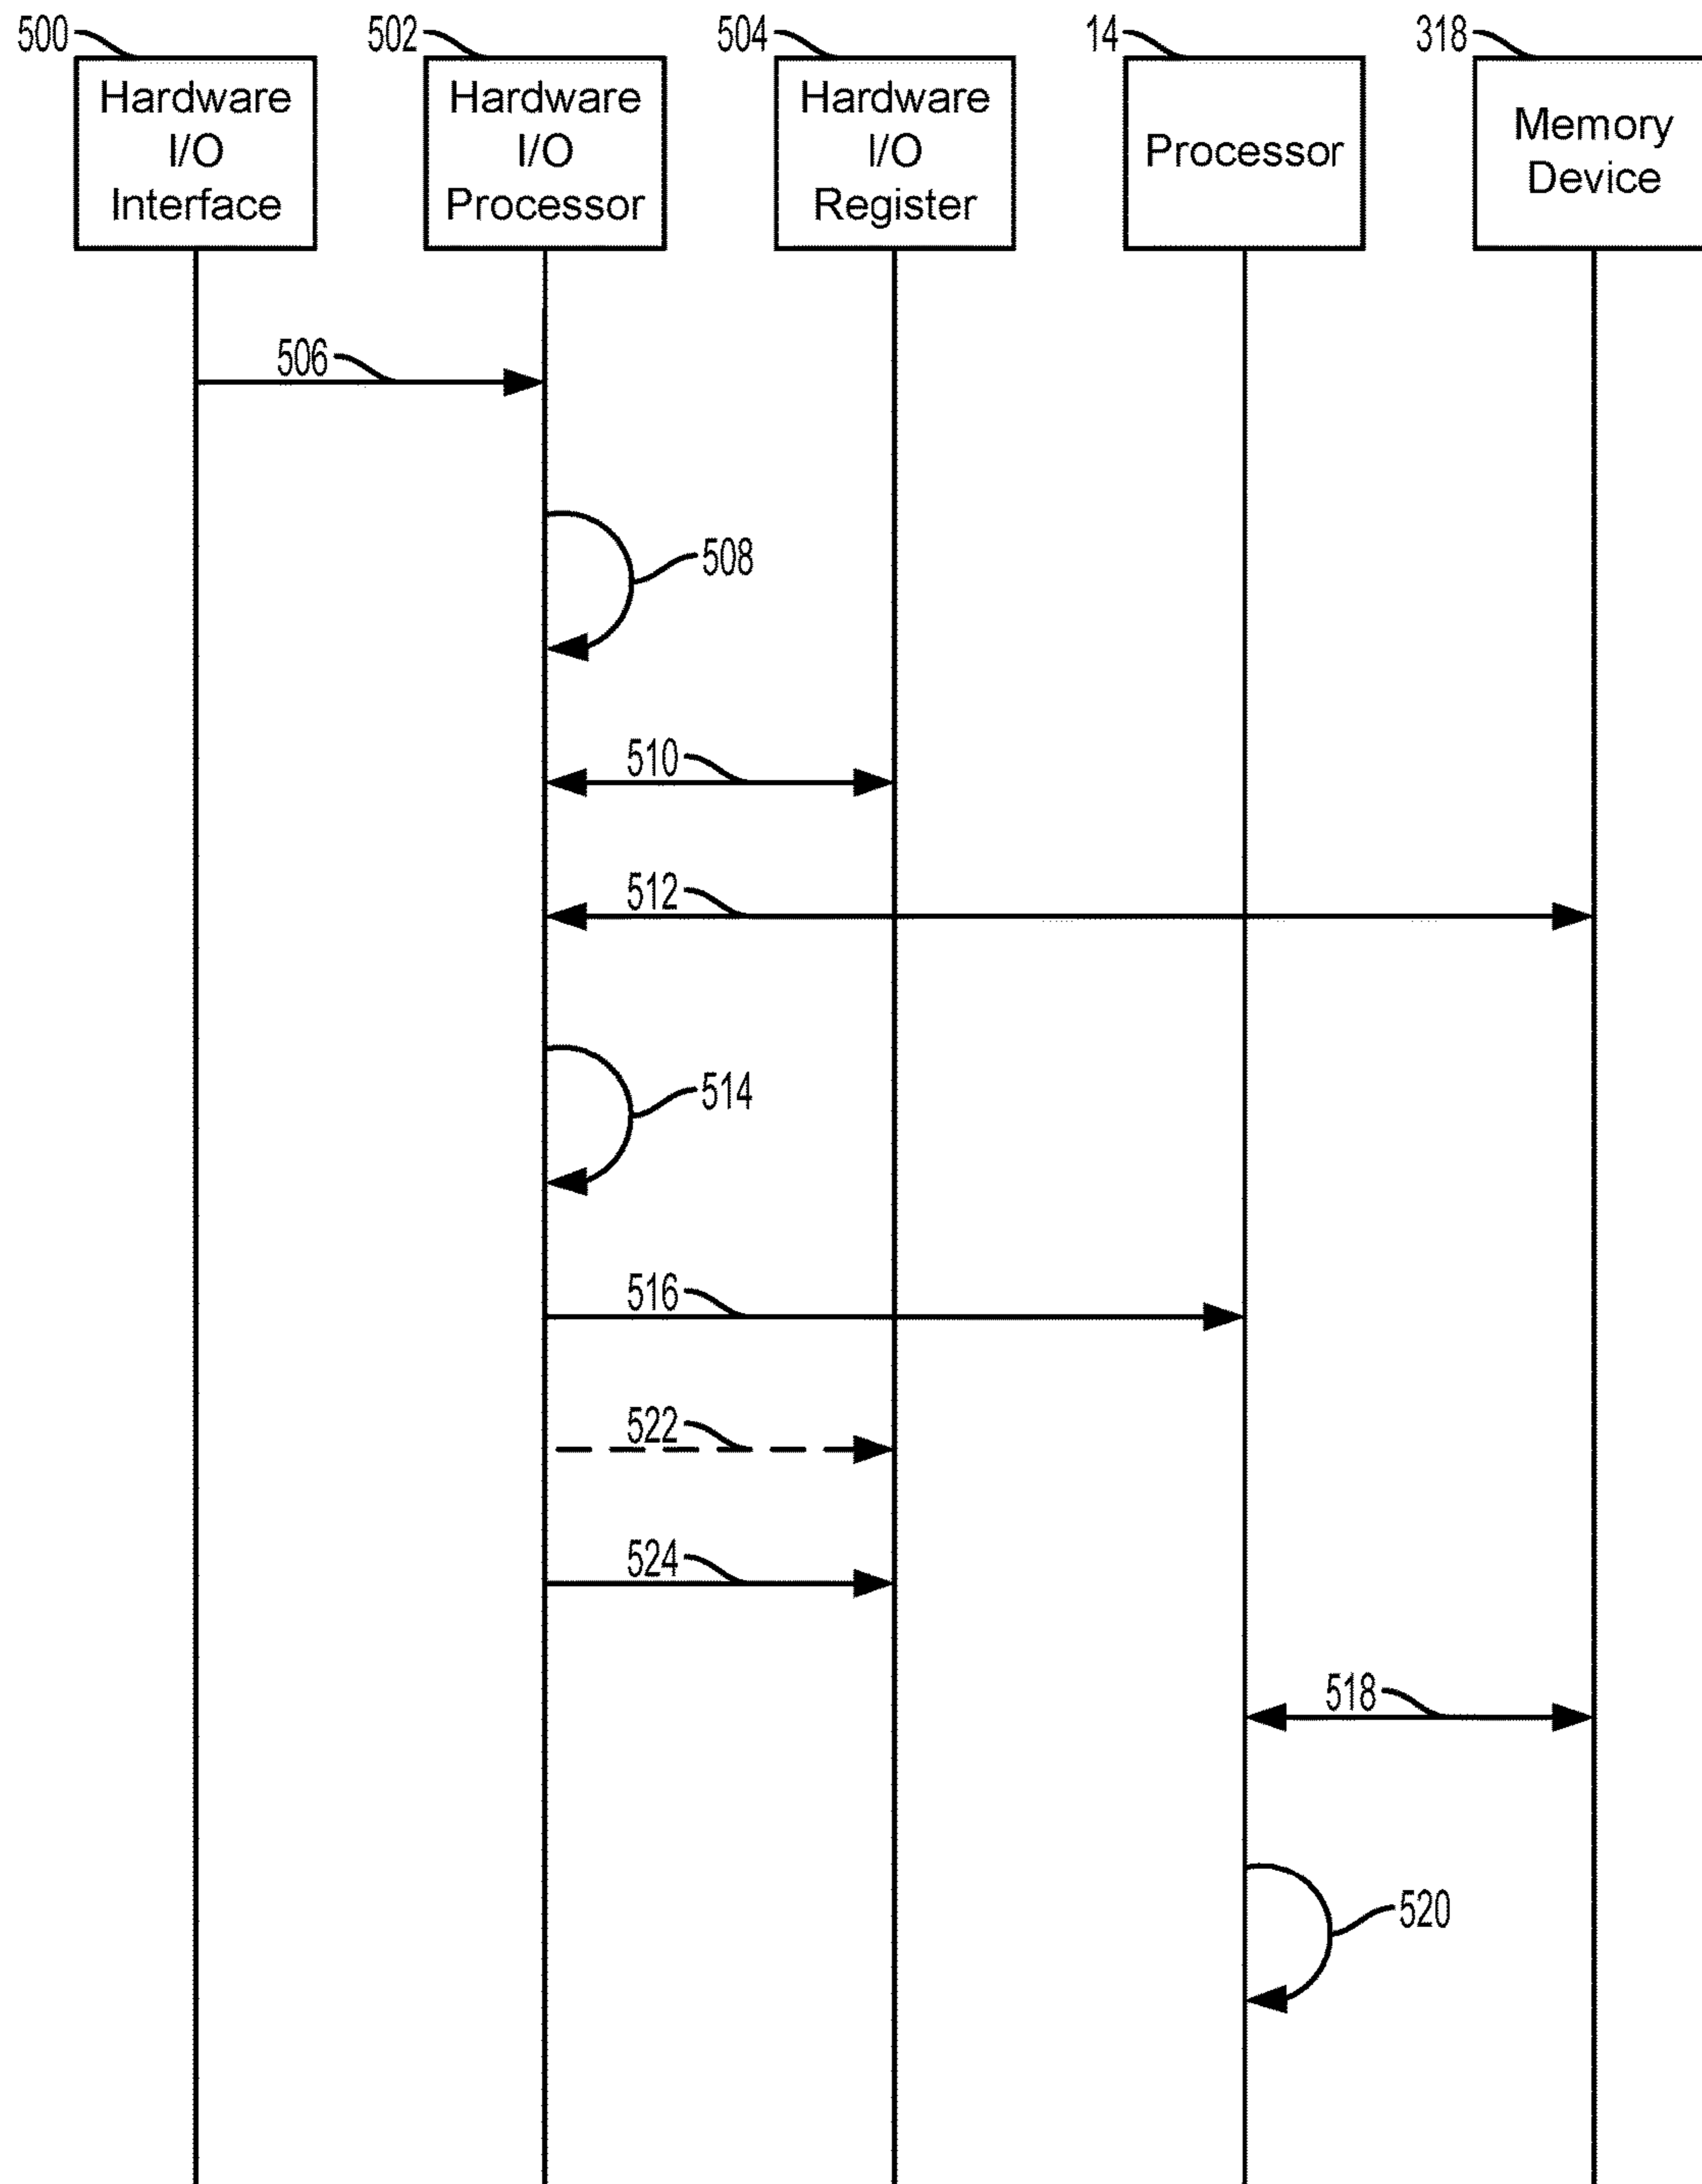 500
502
504
14
318
Hardware
I/O
Interface
Hardware
I/O
Processor
Hardware
I/O
Register
Processor
Memory
Device
506
508
510
512
514
516
522
524
518
520